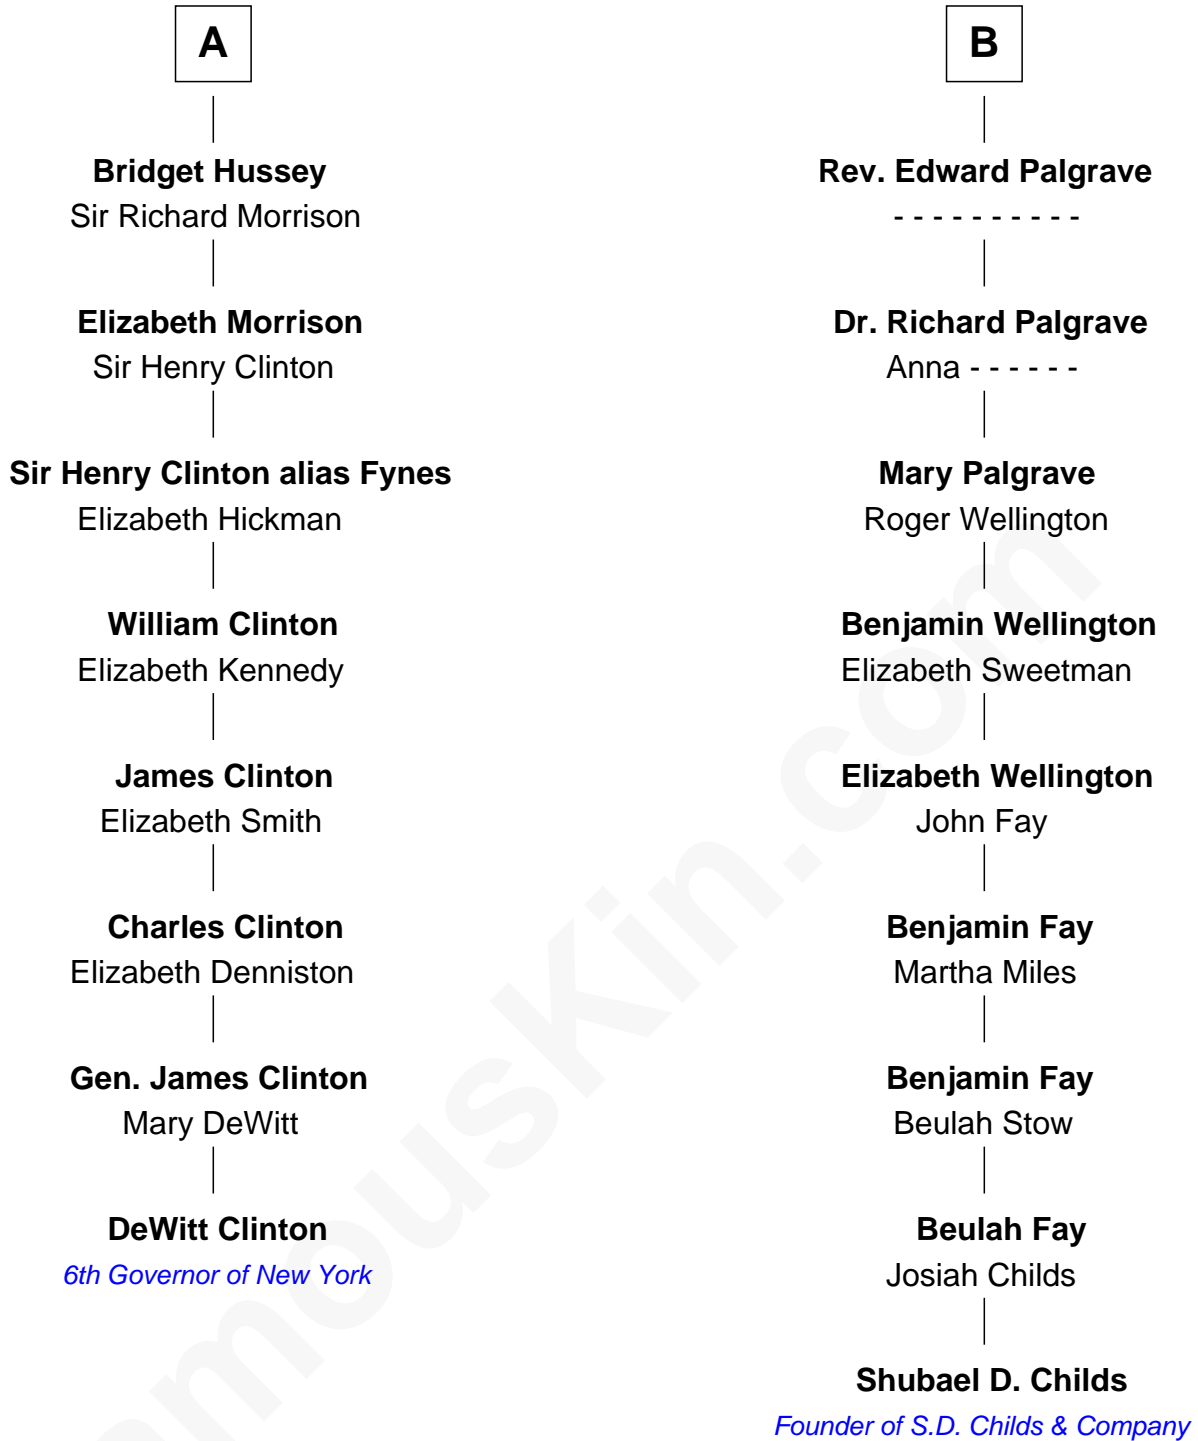 A
Bridget Hussey
Sir Richard Morrison
Elizabeth Morrison
Sir Henry Clinton
Sir Henry Clinton alias Fynes
Elizabeth Hickman
William Clinton
Elizabeth Kennedy
James Clinton
Elizabeth Smith
Charles Clinton
Elizabeth Denniston
Gen. James Clinton
Mary DeWitt
DeWitt Clinton
6th Governor of New York
B
Rev. Edward Palgrave
- - - - - - - - - -
Dr. Richard Palgrave
Anna - - - - - -
Mary Palgrave
Roger Wellington
Benjamin Wellington
Elizabeth Sweetman
Elizabeth Wellington
John Fay
Benjamin Fay
Martha Miles
Benjamin Fay
Beulah Stow
Beulah Fay
Josiah Childs
Shubael D. Childs
Founder of S.D. Childs & Company
amouskin.com